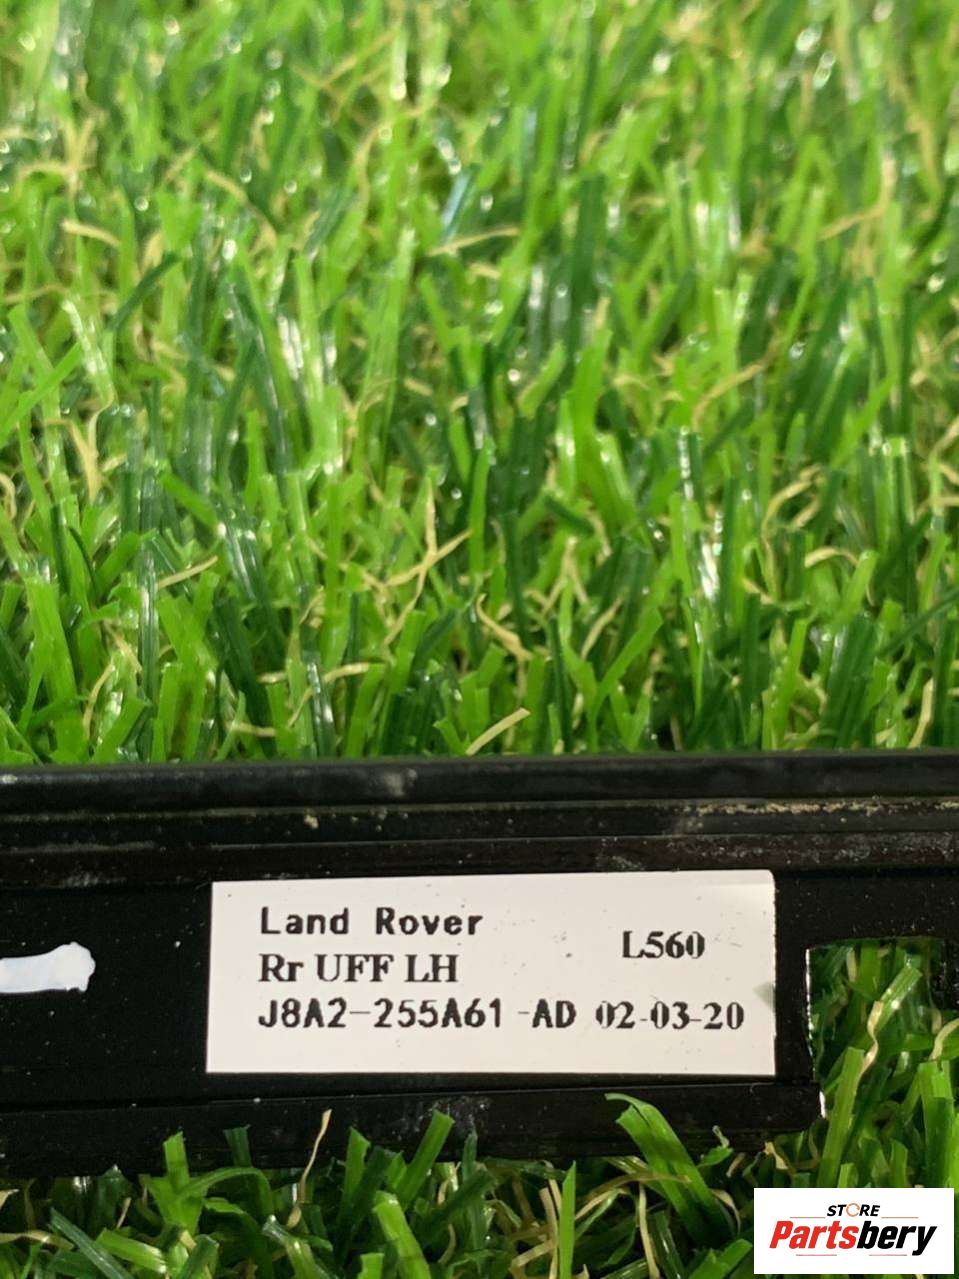 Land Rover
L560
Rr UFF LH
J8A2-255A61 -AD 02-03-20
STORE
Partsbery